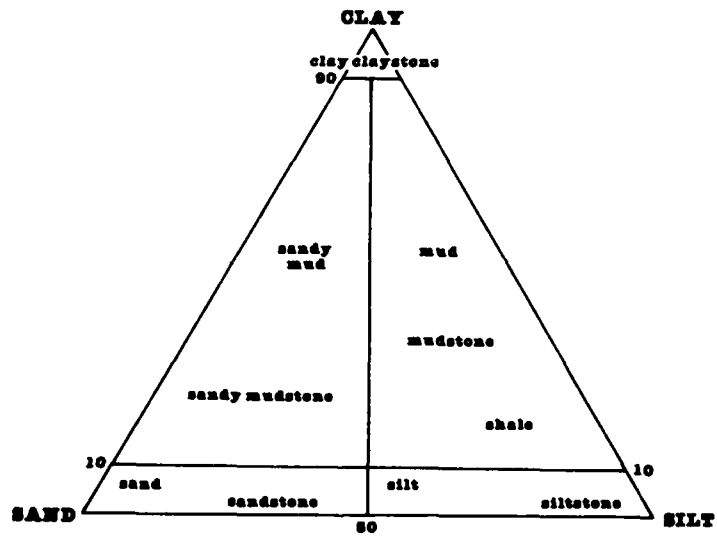 CLAY
clay claystone
90
sandy
mud
mud
mudstone
sandy mudstone
shale
10
10
sand
silt
sandstone
siltstone
SAND
SILT
50